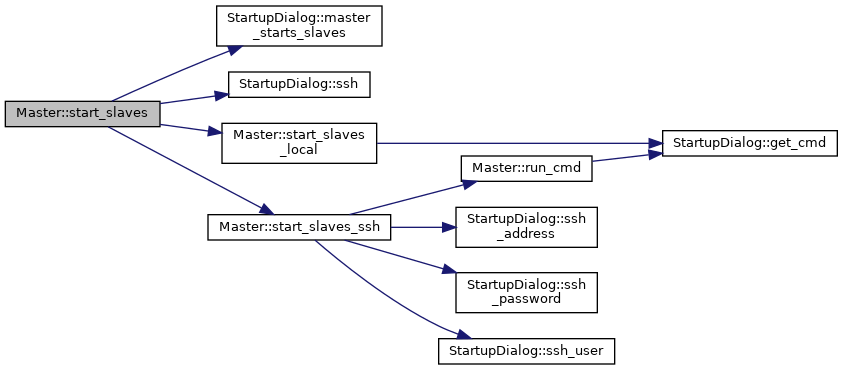 StartupDialog::master
_starts_slaves
StartupDialog::ssh
Master::start_slaves
Master::start_slaves
_local
StartupDialog::get_cmd
Master::run_cmd
Master::start_slaves_ssh
StartupDialog::ssh
_address
StartupDialog::ssh
_password
StartupDialog::ssh_user